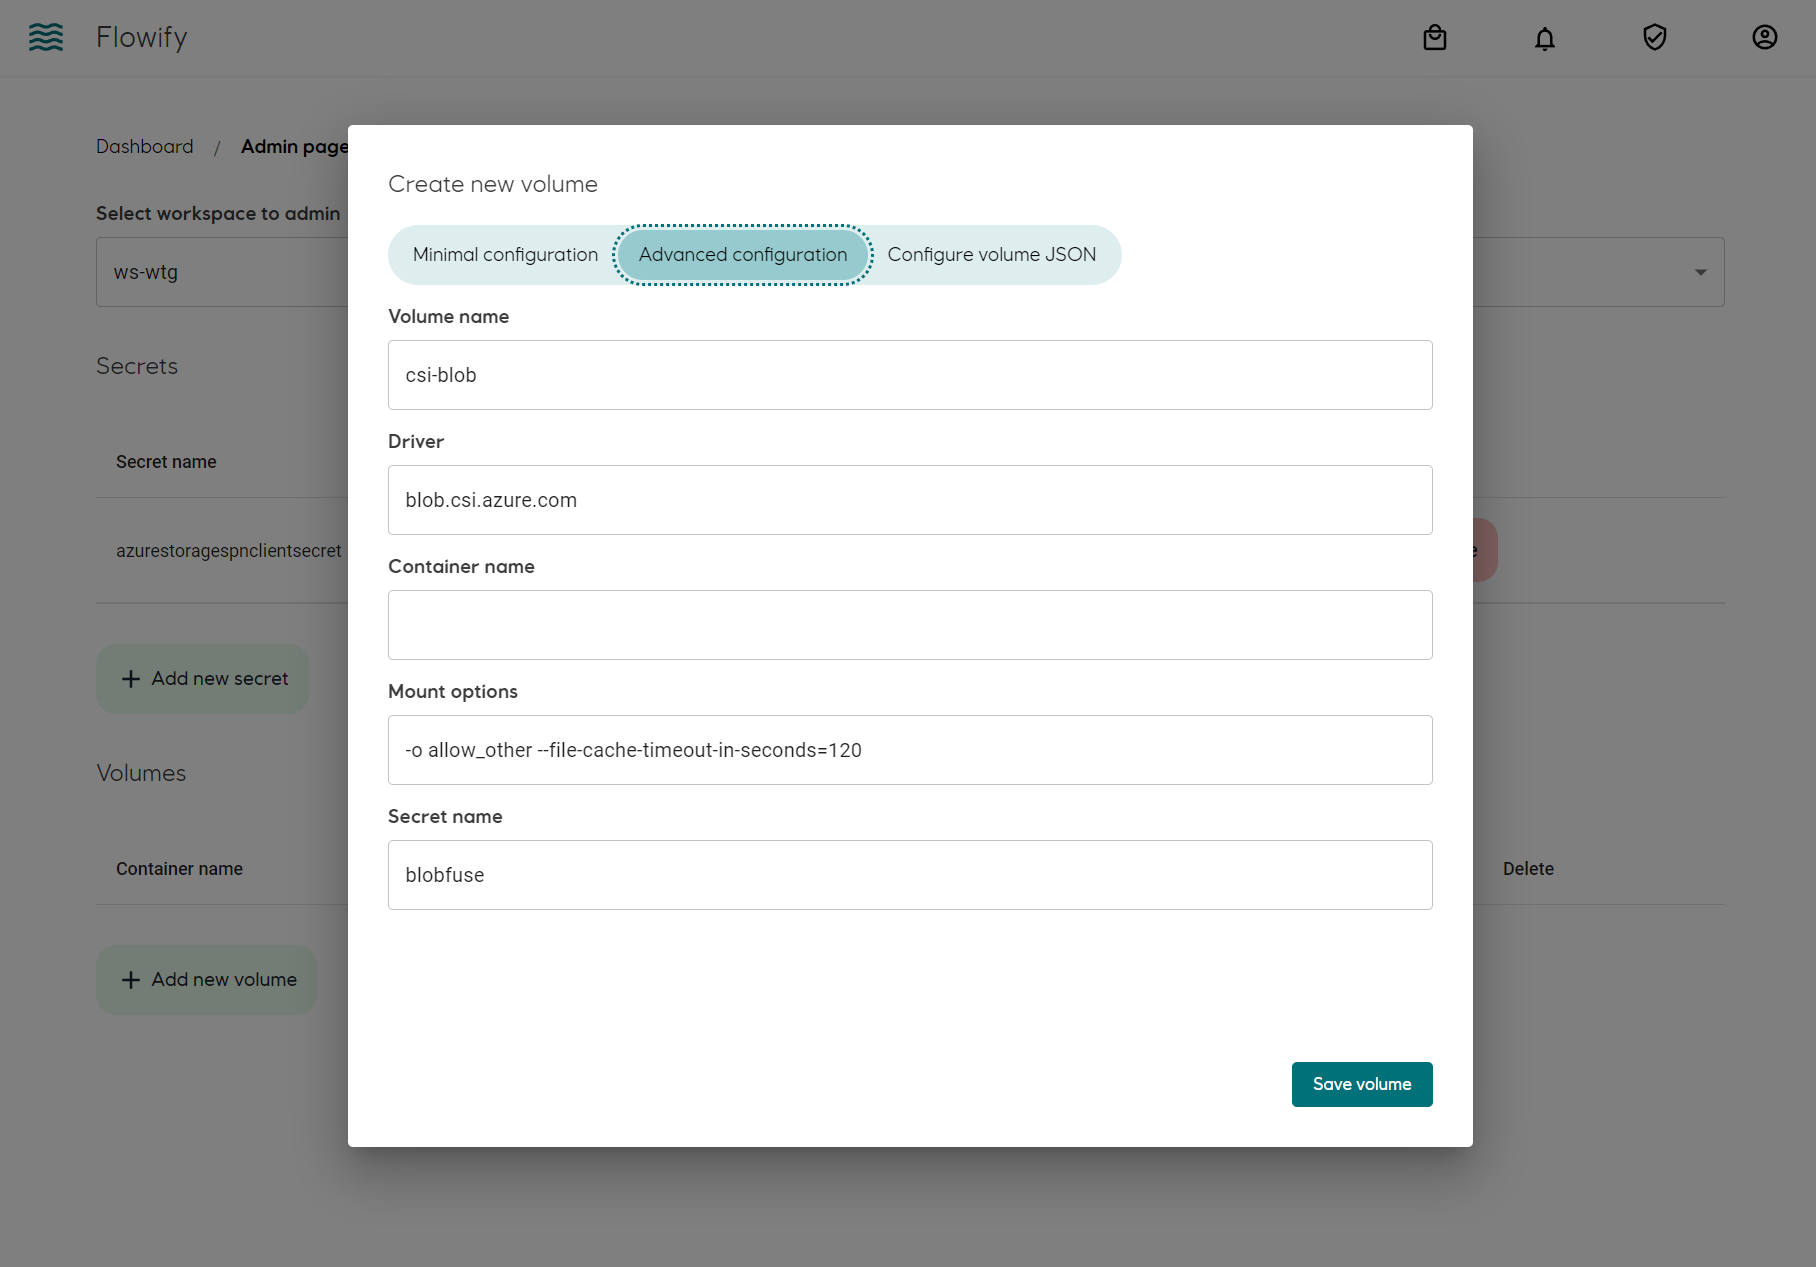 Flowify
Dashboard / Admin page
Select workspace to admin
ws-wtg
Secrets
Secret name
azurestoragespnclientsecret
Add new secret
Volumes
Container name
Delete
Add new volume
Create new volume
Minimal configuration Advanced configuration Configure volume JSON
Volume name
csi-blob
Driver
blob.csi.azure.com
Container name
Mount options
-o allow_other --file-cache-timeout-in-seconds=120
Secret name
blobfuse
Save volume